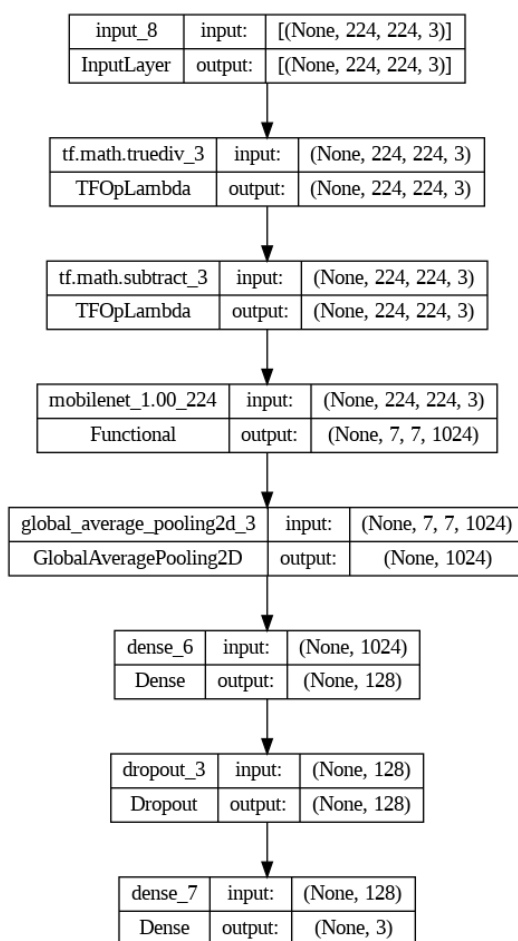 input_8 input: [(None, 224, 224, 3)]
InputLayer output: [(None, 224, 224, 3)]
tf.math.truediv_3 input: (None, 224, 224, 3)
TFOpLambda output: (None, 224, 224, 3)
tf.math.subtract_3 input: (None, 224, 224, 3)
TFOpLambda output: (None, 224, 224, 3)
mobilenet_1.00_224 input: (None, 224, 224, 3)
Functional output: (None, 7, 7, 1024)
global_average_pooling2d_3 input: (None, 7, 7, 1024)
GlobalAveragePooling2D output: (None, 1024)
dense_6 input: (None, 1024)
Dense output: (None, 128)
dropout_3 input: (None, 128)
Dropout output: (None, 128)
dense_7 input: (None, 128)
Dense output: (None, 3)